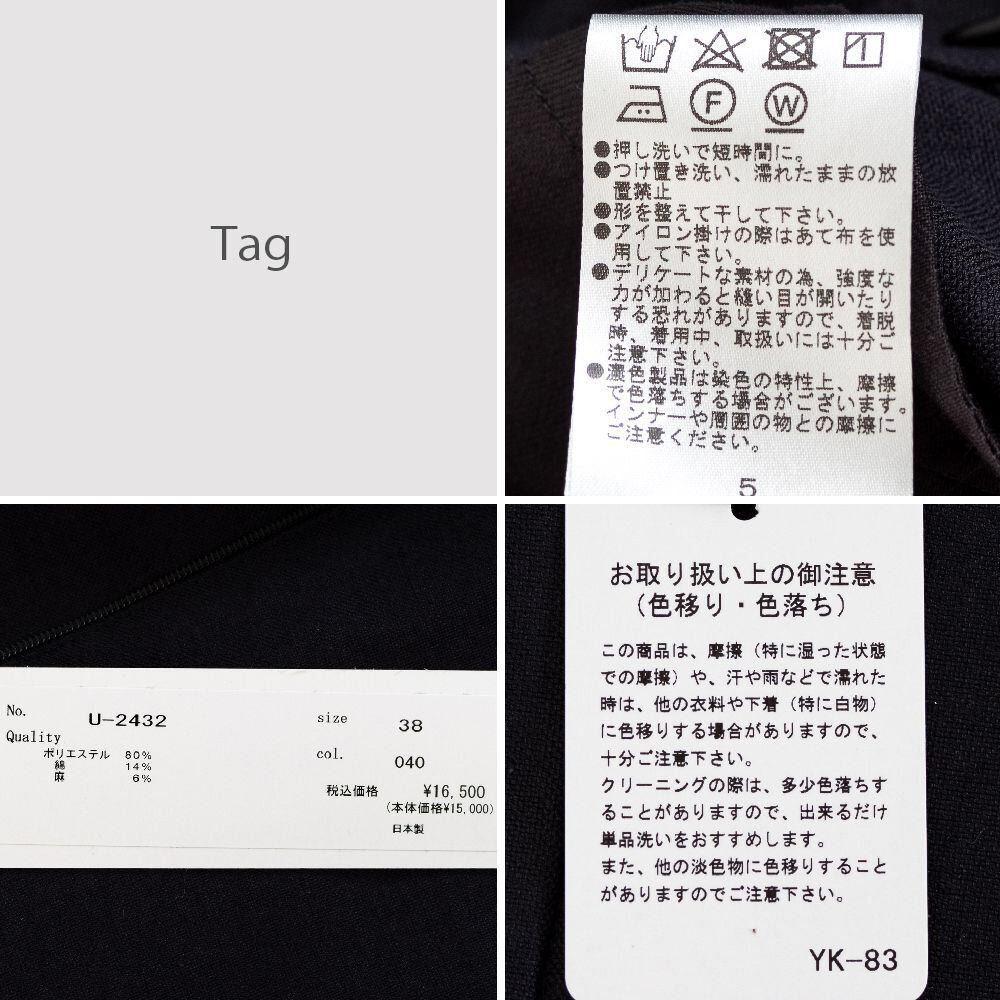 Tag
F W
●押し洗いで短時間に。
●つけ置き洗い、濡れたままの放
置禁止
●形を整えて干して下さい。
●アイロン掛けの際はあて布を使
用して下さい。
●デリケートな素材の為、強度な
力が加わると縫い目が開いたり
する恐れがありますので、着脱
時、着用中、取扱いには十分ご
注意下さい。
●濃色製品は染色の特性上、摩擦
で色落ちする場合がございます。
インナーや周囲の物との摩擦に
ご注意ください。
5
No. U-2432 size 38
Quality
ポリエステル 80% col. 040
綿 14%
麻 6%
税込価格 ¥16,500
(本体価格¥15,000)
日本製
お取り扱い上の御注意
(色移り・色落ち)
この商品は、摩擦(特に湿った状態
での摩擦)や、汗や雨などで濡れた
時は、他の衣料や下着(特に白物)
に色移りする場合がありますので、
十分ご注意下さい。
クリーニングの際は、多少色落ちす
ることがありますので、出来るだけ
単品洗いをおすすめします。
また、他の淡色物に色移りすること
がありますのでご注意下さい。
YK-83